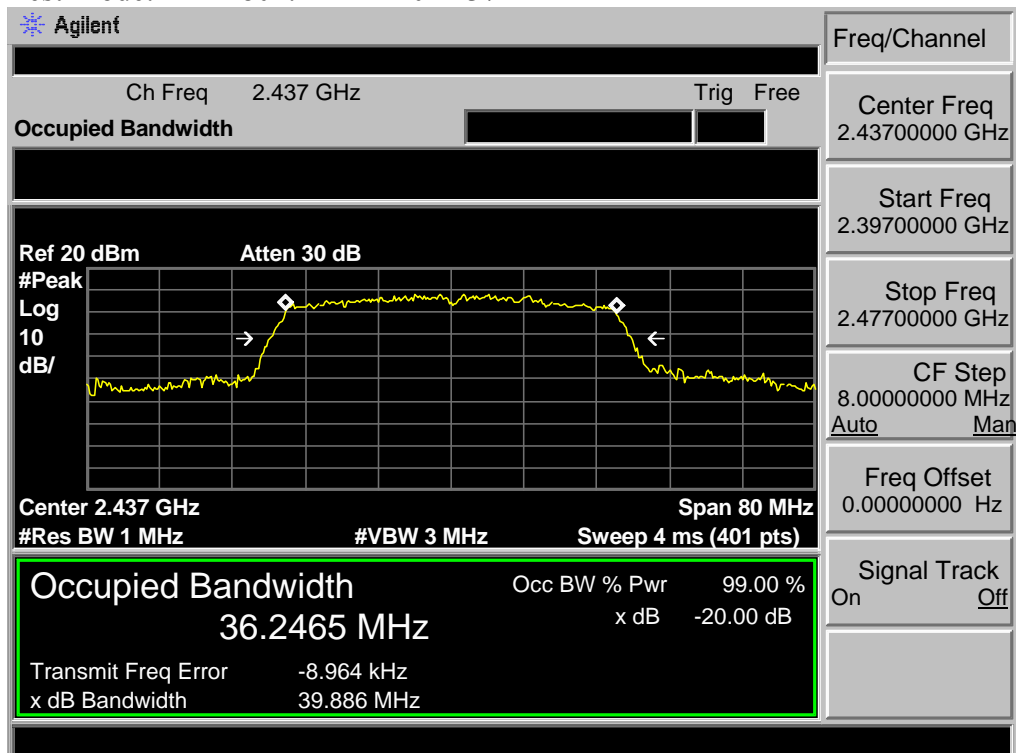 Agilent
Freq/Channel
Ch Freq 2.437 GHz Trig Free
Occupied Bandwidth
Center Freq
2.43700000 GHz
Start Freq
2.39700000 GHz
Ref 20 dBm Atten 30 dB
#Peak
Log
10
dB/
Stop Freq
2.47700000 GHz
CF Step
8.00000000 MHz
Auto Man
Center 2.437 GHz Span 80 MHz
#Res BW 1 MHz #VBW 3 MHz Sweep 4 ms (401 pts)
Freq Offset
0.00000000 Hz
Occupied Bandwidth Occ BW % Pwr 99.00 %
36.2465 MHz x dB -20.00 dB
Transmit Freq Error -8.964 kHz
x dB Bandwidth 39.886 MHz
Signal Track
On Off